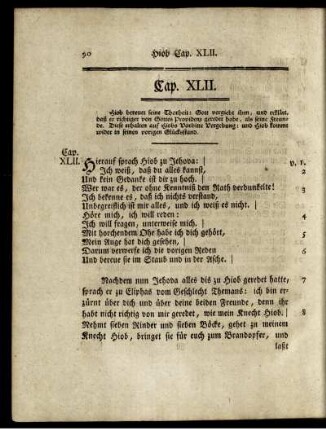 90 Hiob Cap. XLII.
Cap. XLII.
Hiob bereuet seine Thorheit: Gott verzeiht ihm, und erklärt,
daß er richtiger von Gottes Providenz geredet habe, als seine Freun-
de. Diese erhalten auf Hiobs Vorbitte Vergebung; und Hiob kommt
wider in seinen vorigen Glücksstand.
Cap.
XLII. Hierauf sprach Hiob zu Jehova: | v. 1.
Ich weiß, daß du alles kannst, 2
Und kein Gedanke ist dir zu hoch. |
Wer war es, der ohne Kenntniß den Rath verdunkelte! 3
Ich bekenne es, daß ich nichts verstand,
Unbegreiflich ist mir alles, und ich weiß es nicht. |
Höre mich, ich will reden: 4
Ich will fragen, unterweise mich. |
Mit horchendem Ohr habe ich dich gehört, 5
Mein Auge hat dich gesehen, |
Darum verwerfe ich die vorigen Reden 6
Und bereue sie im Staub und in der Asche. |
Nachdem nun Jehova alles dis zu Hiob geredet hatte, 7
sprach er zu Eliphas vom Geschlecht Themans: ich bin er-
zürnt über dich und über deine beiden Freunde, denn ihr
habt nicht richtig von mir geredet, wie mein Knecht Hiob. | 8
Nehmt sieben Rinder und sieben Böcke, gehet zu meinem
Knecht Hiob, bringet sie für euch zum Brandopfer, und
laßt